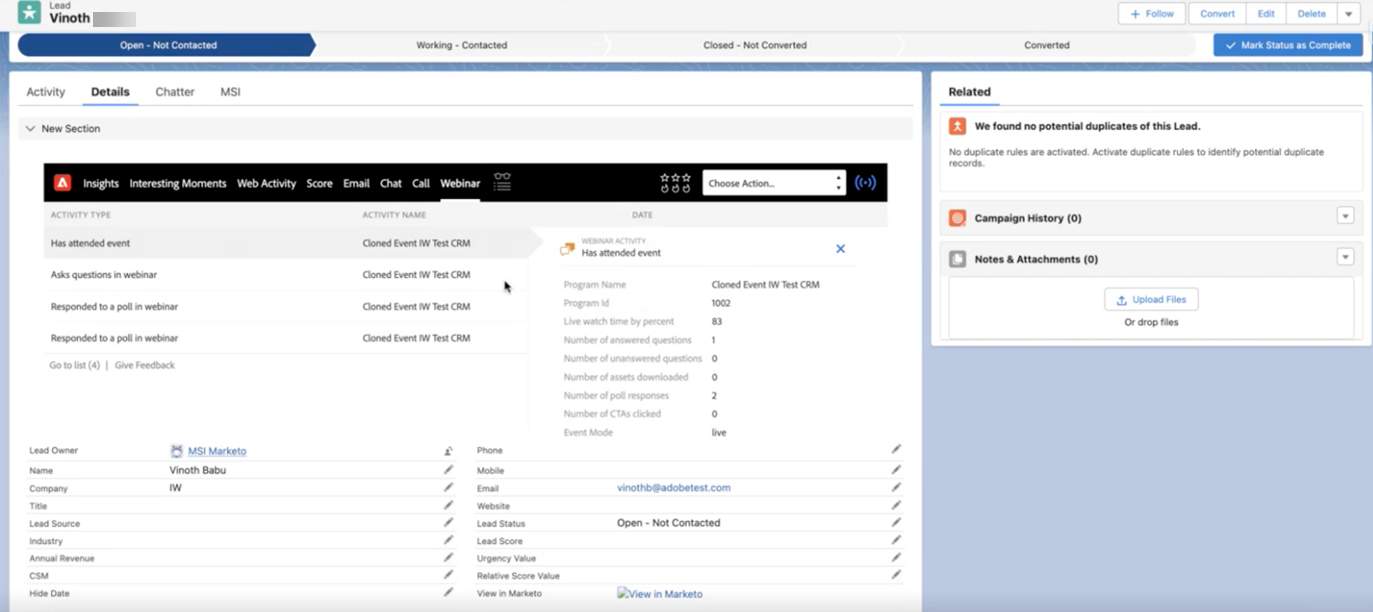 Lead
Vinoth
+ Follow Convert Edit Delete
Open - Not Contacted Working - Contacted Closed - Not Converted Converted Mark Status as Complete
Activity Details Chatter MSI
New Section
Insights Interesting Moments Web Activity Score Email Chat Call Webinar Choose Action...
ACTIVITY TYPE ACTIVITY NAME DATE
Has attended event Cloned Event IW Test CRM
Asks questions in webinar Cloned Event IW Test CRM
Responded to a poll in webinar Cloned Event IW Test CRM
Responded to a poll in webinar Cloned Event IW Test CRM
Go to list (4) | Give Feedback
WEBINAR ACTIVITY
Has attended event
Program Name Cloned Event IW Test CRM
Program Id 1002
Live watch time by percent 83
Number of answered questions 1
Number of unanswered questions 0
Number of assets downloaded 0
Number of poll responses 2
Number of CTAs clicked 0
Event Mode live
Lead Owner MSI Marketo
Name Vinoth Babu
Company IW
Title
Lead Source
Industry
Annual Revenue
CSM
Hide Date
Phone
Mobile
Email vinothb@adobetest.com
Website
Lead Status Open - Not Contacted
Lead Score
Urgency Value
Relative Score Value
View in Marketo View in Marketo
Related
We found no potential duplicates of this Lead.
No duplicate rules are activated. Activate duplicate rules to identify potential duplicate
records.
Campaign History (0)
Notes & Attachments (0)
Upload Files
Or drop files